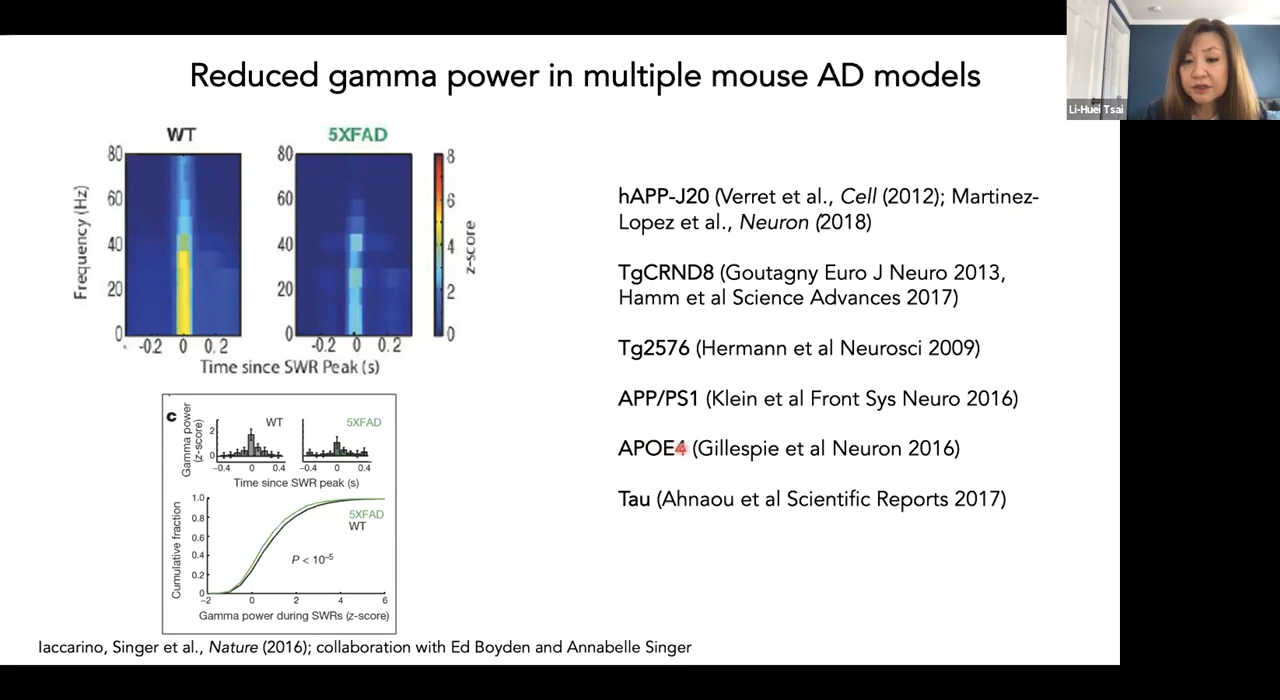 Li-Huei Tsai
Reduced gamma power in multiple mouse AD models
WT
5XFAD
Frequency (Hz)
80
60
40
20
0
-0.2 0 0.2
80
60
40
20
0
-0.2 0 0.2
Time since SWR Peak (s)
8
6
4
2
0
z-score
hAPP-J20 (Verret et al., Cell (2012); Martinez-
Lopez et al., Neuron (2018)
TgCRND8 (Goutagny Euro J Neuro 2013,
Hamm et al Science Advances 2017)
Tg2576 (Hermann et al Neurosci 2009)
APP/PS1 (Klein et al Front Sys Neuro 2016)
APOE4 (Gillespie et al Neuron 2016)
Tau (Ahnaou et al Scientific Reports 2017)
c
Gamma power
(z-score)
2
0
WT
5XFAD
-0.4 0 0.4
-0.4 0 0.4
Time since SWR peak (s)
Cumulative fraction
1.0
0.8
0.6
0.4
0.2
0
5XFAD
WT
P < 10⁻⁵
-2 0 2 4 6
Gamma power during SWRs (z-score)
Iaccarino, Singer et al., Nature (2016); collaboration with Ed Boyden and Annabelle Singer